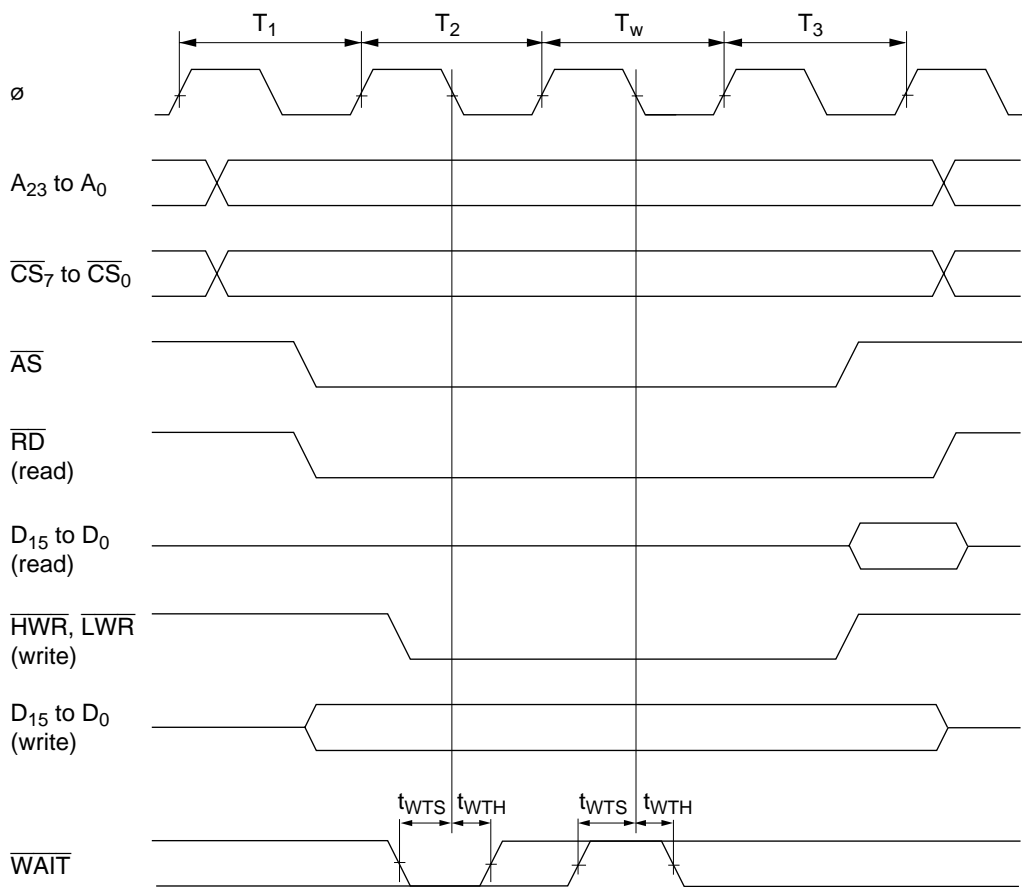 T1 T2 Tw T3
ø
A23 to A0
CS7 to CS0
AS
RD
(read)
D15 to D0
(read)
HWR, LWR
(write)
D15 to D0
(write)
tWTS tWTH tWTS tWTH
WAIT